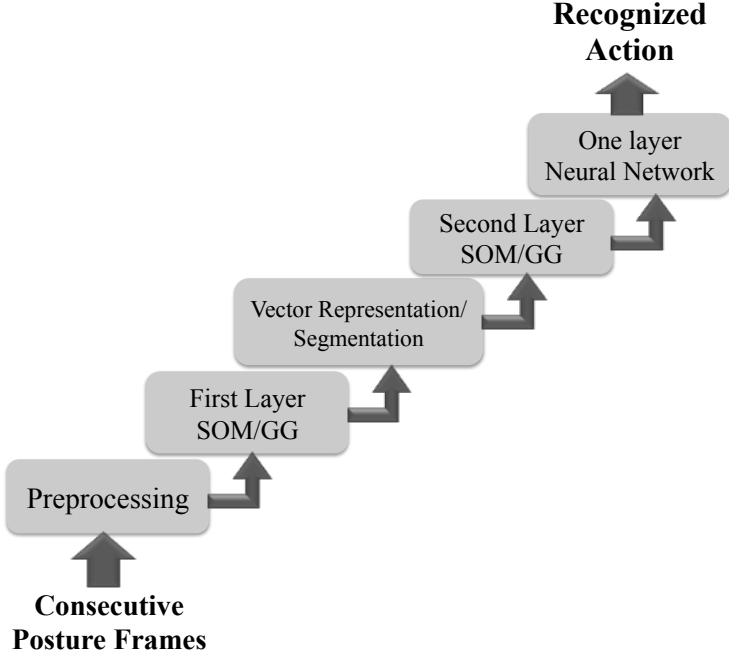 Recognized
Action
One layer
Neural Network
Second Layer
SOM/GG
Vector Representation/
Segmentation
First Layer
SOM/GG
Preprocessing
Consecutive
Posture Frames